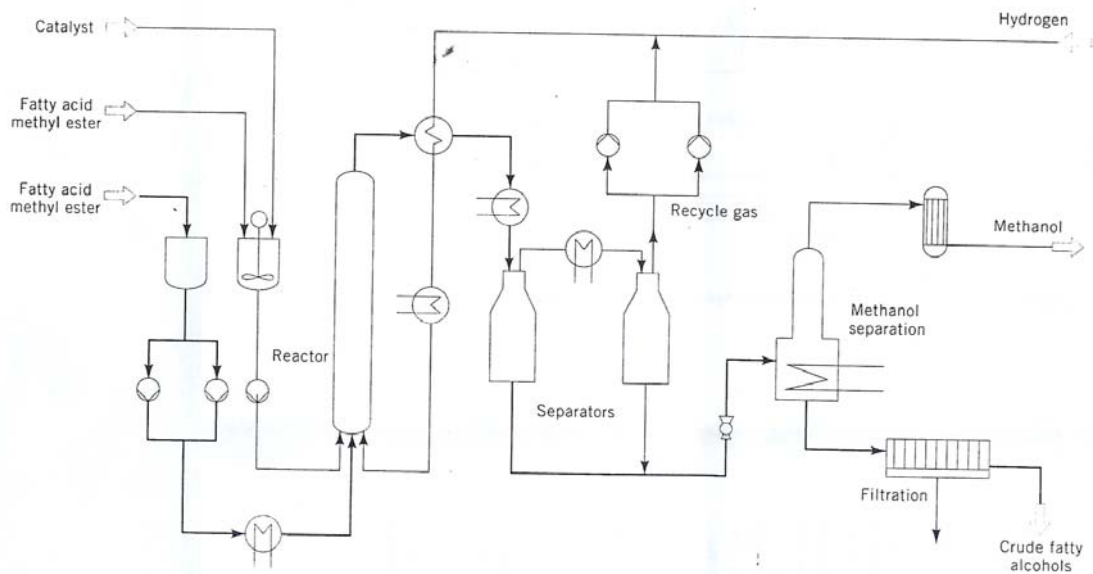 Catalyst
Hydrogen
Fatty acid
methyl ester
Fatty acid
methyl ester
Recycle gas
Methanol
Methanol
separation
Reactor
Separators
Filtration
Crude fatty
alcohols